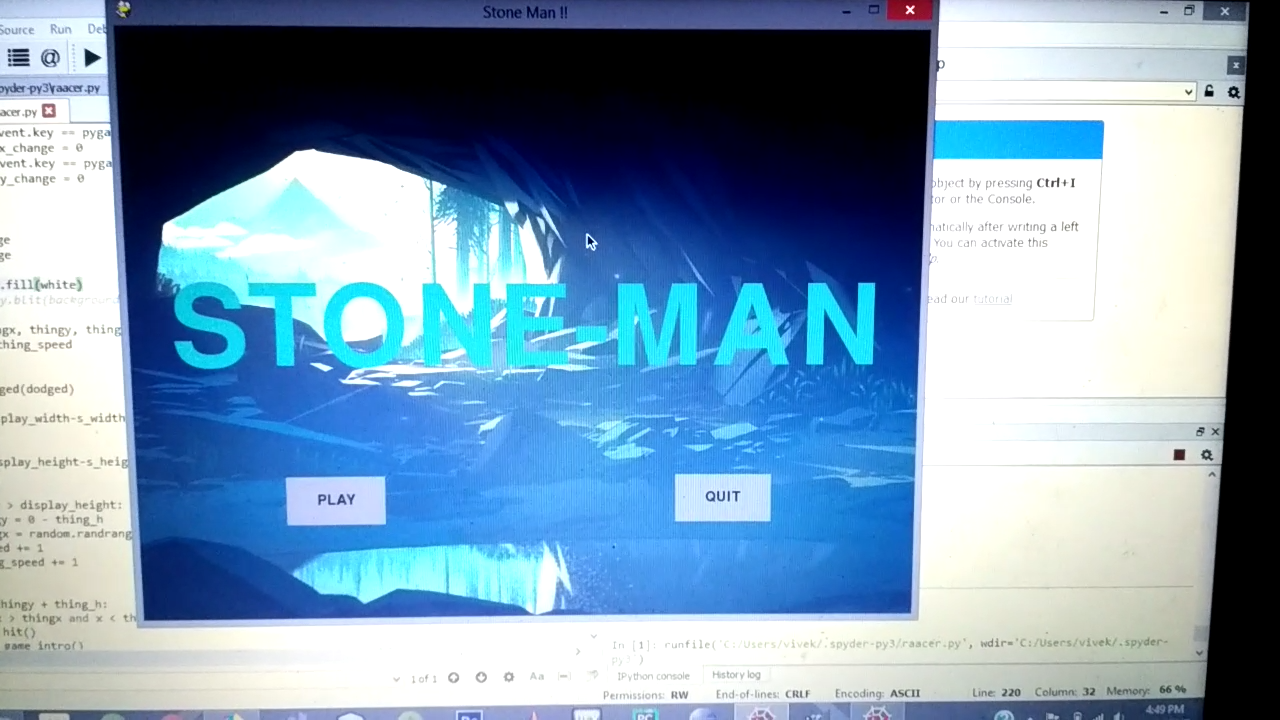 Stone Man !!
Source Run Deb
@
pyder-py3\raacer.py
acer.py
vent.key == pyga
x_change = 0
vent.key == pyga
y_change = 0
ge
ge
.fill(white)
y.blit(background
ngx, thingy, thing
thing_speed
ged(dodged)
play_width-s_width
splay_height-s_heig
> display_height:
gy = 0 - thing_h
gx = random.randrang
ed += 1
g_speed += 1
hingy + thing_h:
x > thingx and x < th
hit()
game_intro()
STONE-MAN
PLAY
QUIT
p
object by pressing Ctrl+I
tor or the Console.
matically after writing a left
You can activate this
ead our tutorial
In [1]: runfile('C:/Users/vivek/.spyder-py3/raacer.py', wdir='C:/Users/vivek/.spyder-
py3')
1 of 1
Aa
IPython console
History log
Permissions: RW End-of-lines: CRLF Encoding: ASCII Line: 220 Column: 32 Memory: 66 %
4:49 PM